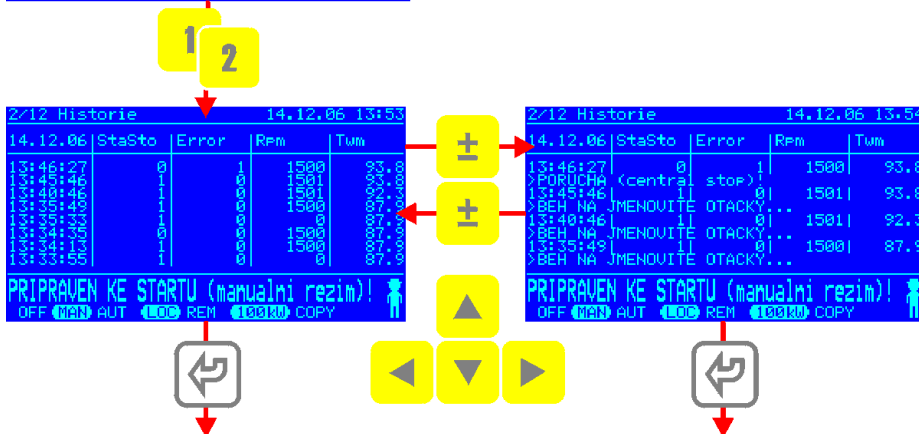 1
2
2/12 Historie 14.12.06 13:53
14.12.06|StaSto |Error |Rpm |Twm
13:46:27| 0| 1| 1500| 93.8
13:45:46| 1| 0| 1501| 93.8
13:40:46| 1| 0| 1501| 92.3
13:35:49| 1| 0| 1500| 87.9
13:35:33| 1| 0| 0| 87.9
13:34:35| 0| 0| 1500| 87.9
13:34:13| 1| 0| 1500| 87.9
13:33:55| 1| 0| 0| 87.9
PRIPRAVEN KE STARTU (manualni rezim)!
OFF MAN AUT LOC REM 100kW COPY
±
±
2/12 Historie 14.12.06 13:54
14.12.06|StaSto |Error |Rpm |Twm
13:46:27| 0| 1| 1500| 93.8
>PORUCHA (central stop)!
13:45:46| 1| 0| 1501| 93.8
>BEH NA JMENOVITE OTACKY...
13:40:46| 1| 0| 1501| 92.3
>BEH NA JMENOVITE OTACKY...
13:35:49| 1| 0| 1500| 87.9
>BEH NA JMENOVITE OTACKY...
PRIPRAVEN KE STARTU (manualni rezim)!
OFF MAN AUT LOC REM 100kW COPY